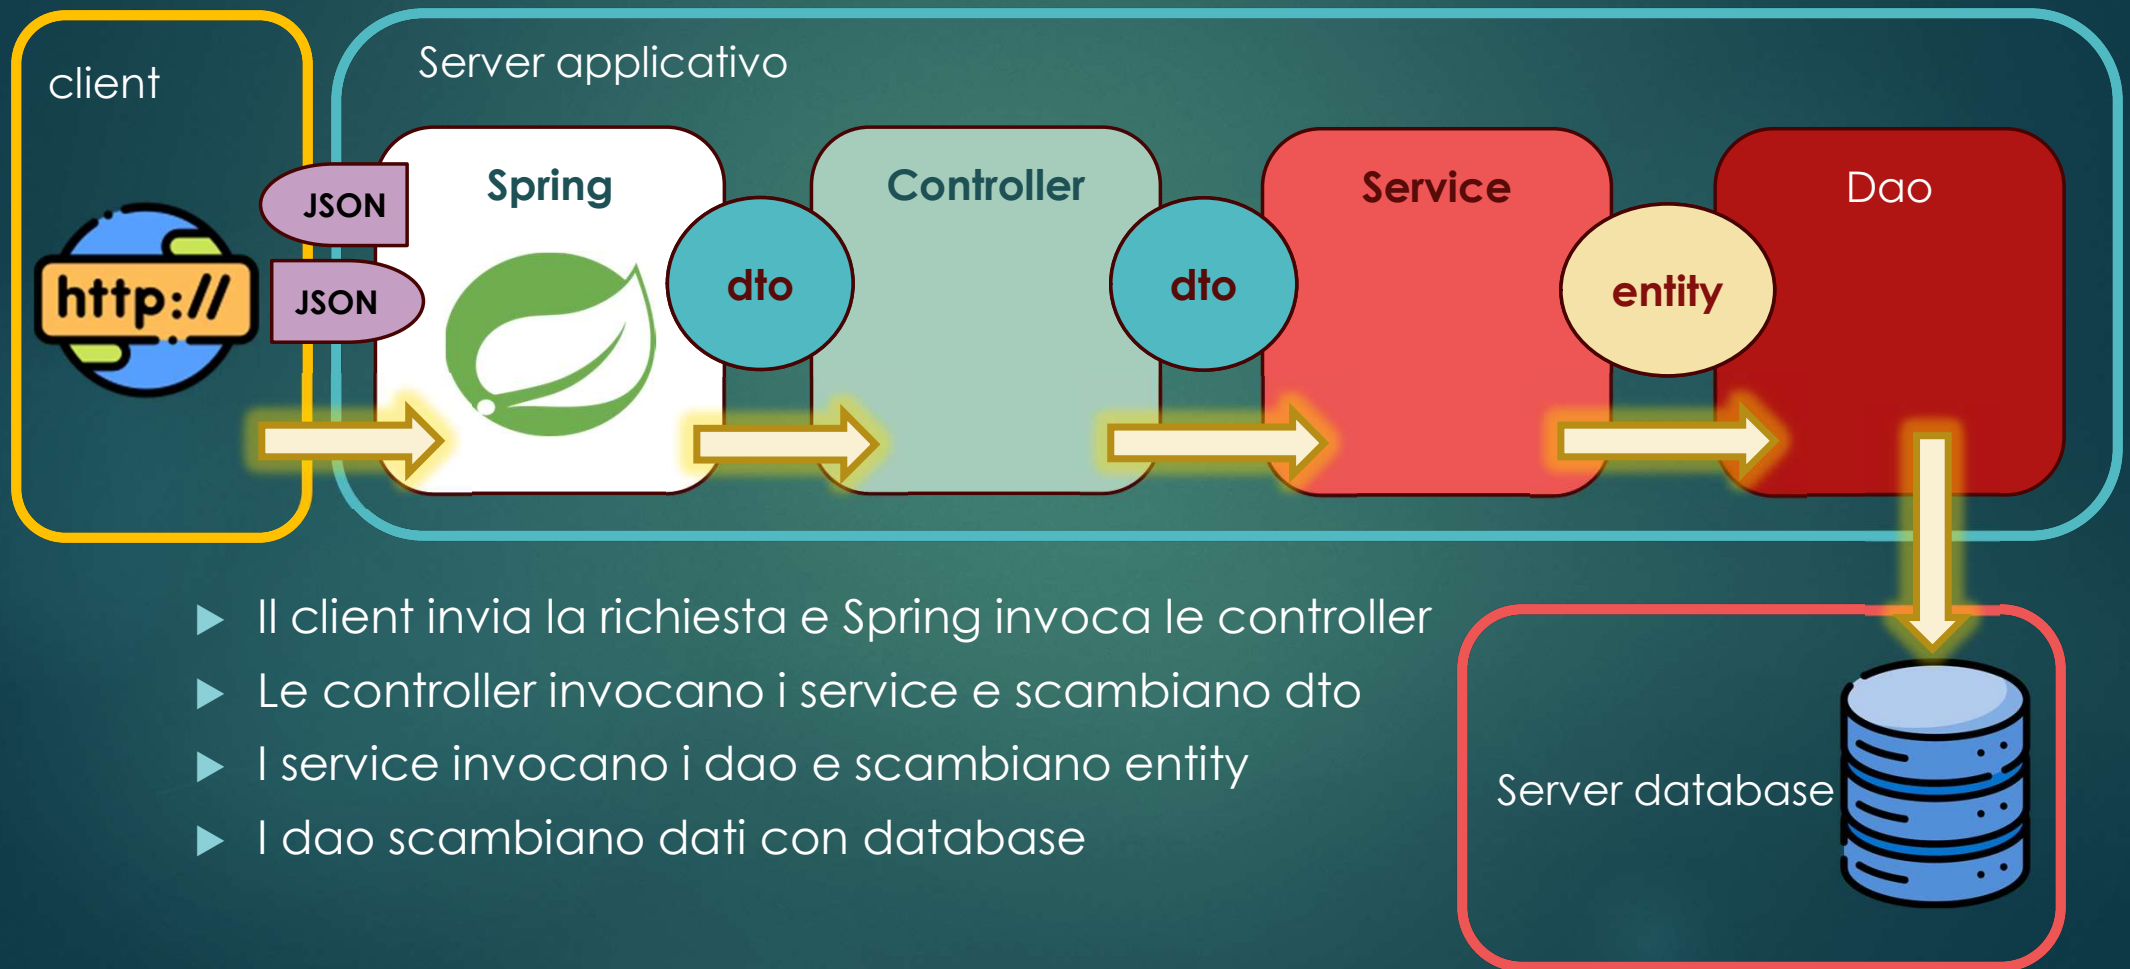 client
Server applicativo
JSON
JSON
http://
Spring
dto
Controller
dto
Service
entity
Dao
Il client invia la richiesta e Spring invoca le controller
Le controller invocano i service e scambiano dto
I service invocano i dao e scambiano entity
I dao scambiano dati con database
Server database